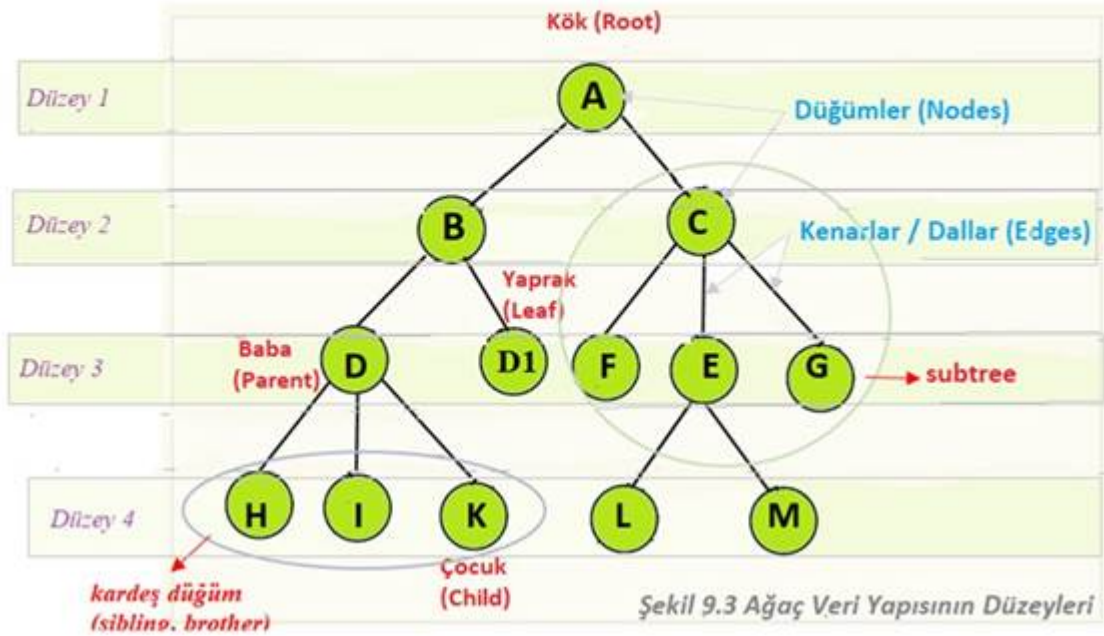 Kök (Root)
Düzey 1
A
Düğümler (Nodes)
Düzey 2
B
C
Kenarlar / Dallar (Edges)
Yaprak
(Leaf)
Baba
(Parent)
Düzey 3
D
D1
F
E
G
subtree
Düzey 4
H
I
K
L
M
Çocuk
(Child)
kardeş düğüm
(sibling, brother)
Şekil 9.3 Ağaç Veri Yapısının Düzeyleri